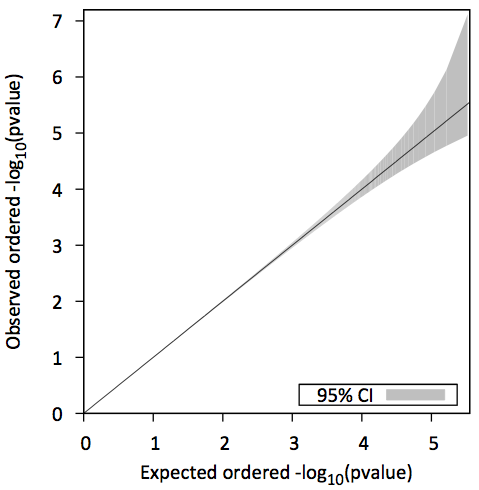 Observed ordered -log10(pvalue)
7
6
5
4
3
2
1
0
95% CI
0 1 2 3 4 5
Expected ordered -log10(pvalue)